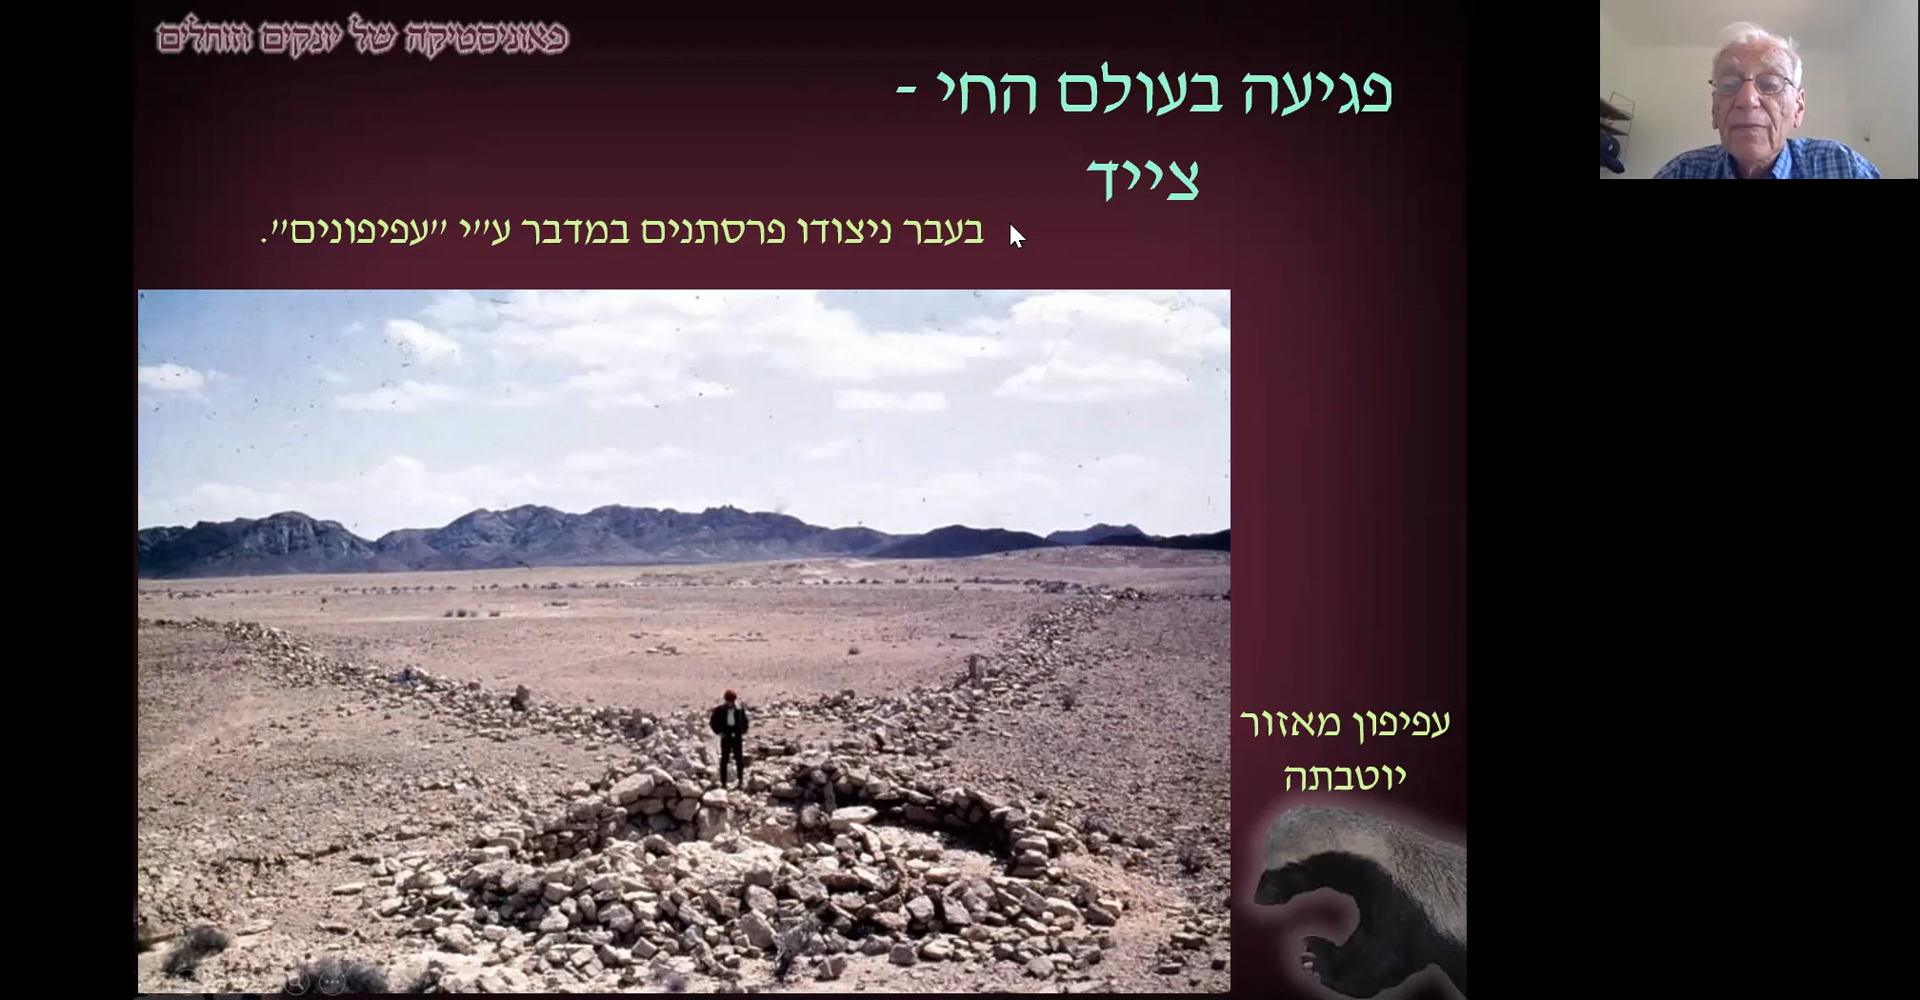 פאוניסטיקה של יונקים וזוחלים
פגיעה בעולם החי -
צייד
בעבר ניצודו פרסתנים במדבר ע"י "עפיפונים".
עפיפון מאזור
יוטבתה